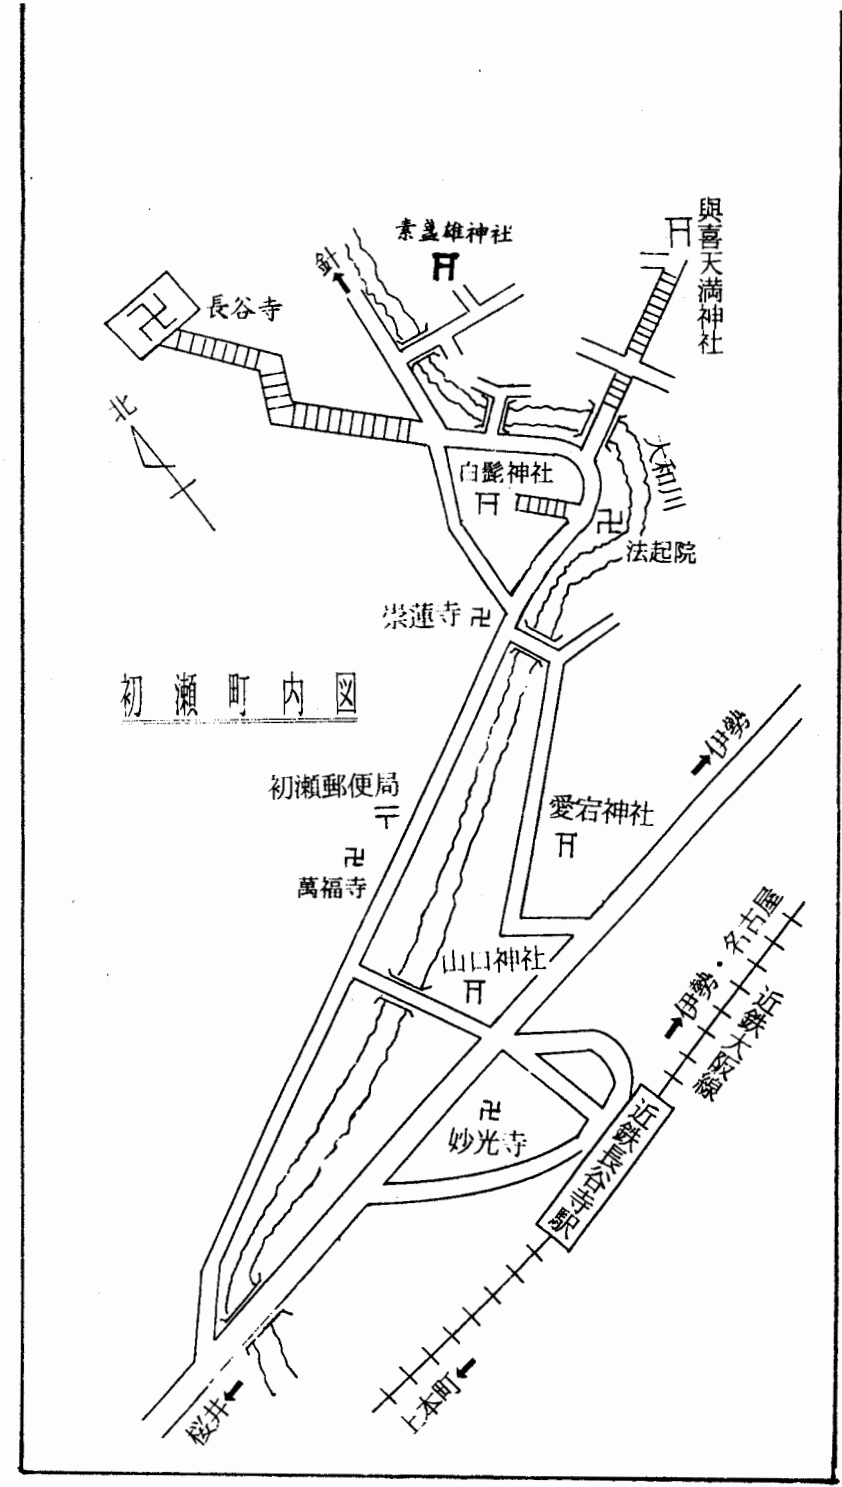 素盞雄神社
與喜天満神社
針
長谷寺
北
白髭神社
大和川
法起院
崇蓮寺
初瀬町内図
伊勢
初瀬郵便局
愛宕神社
萬福寺
伊勢・名古屋
山口神社
近鉄大阪線
妙光寺
近鉄長谷寺駅
上本町
桜井